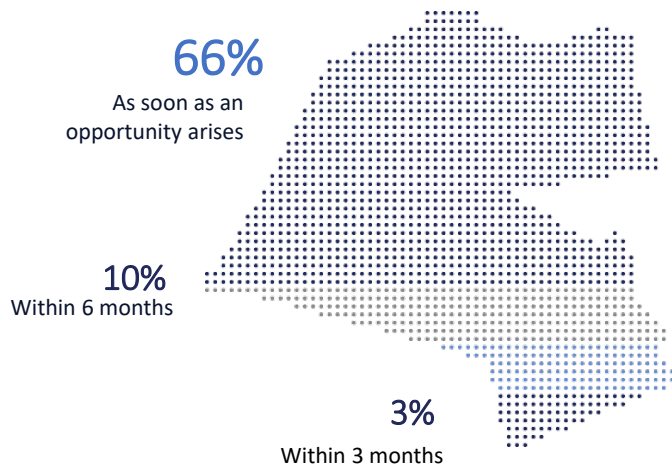 66%
As soon as an
opportunity arises
10%
Within 6 months
3%
Within 3 months